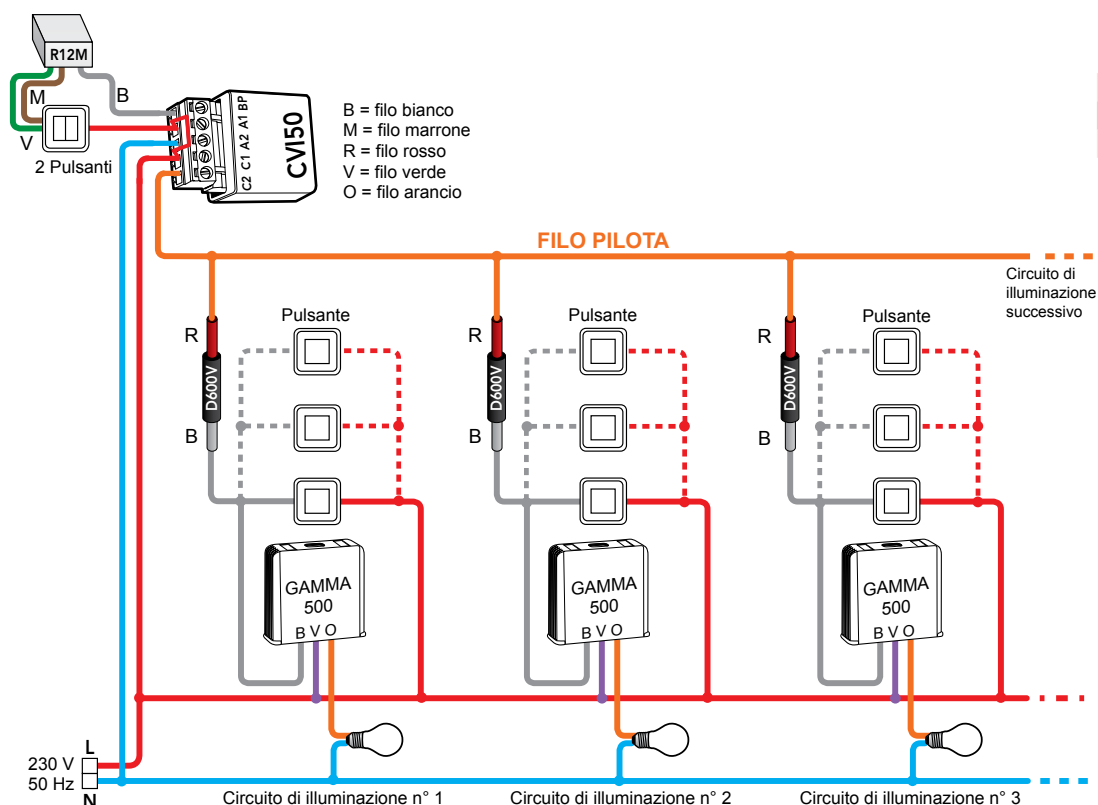 R12M
M
B
V
2 Pulsanti
C2 C1 A2 A1 BP
CVI50
B = filo bianco
M = filo marrone
R = filo rosso
V = filo verde
O = filo arancio
FILO PILOTA
Circuito di
illuminazione
successivo
R
D600V
B
Pulsante
GAMMA
500
B V O
R
D600V
B
Pulsante
GAMMA
500
B V O
R
D600V
B
Pulsante
GAMMA
500
B V O
L
230 V
50 Hz
N
Circuito di illuminazione n° 1
Circuito di illuminazione n° 2
Circuito di illuminazione n° 3